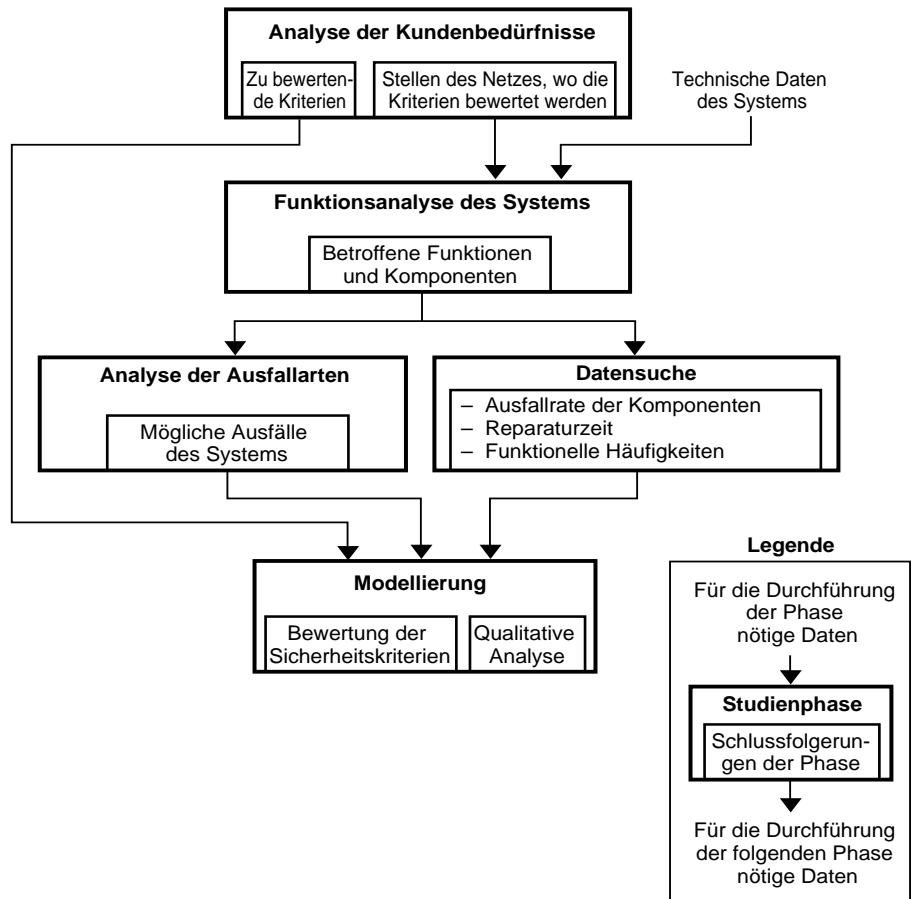 Analyse der Kundenbedürfnisse
Zu bewerten-
de Kriterien
Stellen des Netzes, wo die
Kriterien bewertet werden
Technische Daten
des Systems
Funktionsanalyse des Systems
Betroffene Funktionen
und Komponenten
Analyse der Ausfallarten
Mögliche Ausfälle
des Systems
Datensuche
– Ausfallrate der Komponenten
– Reparaturzeit
– Funktionelle Häufigkeiten
Modellierung
Bewertung der
Sicherheitskriterien
Qualitative
Analyse
Legende
Für die Durchführung
der Phase
nötige Daten
Studienphase
Schlussfolgerun-
gen der Phase
Für die Durchführung
der folgenden Phase
nötige Daten